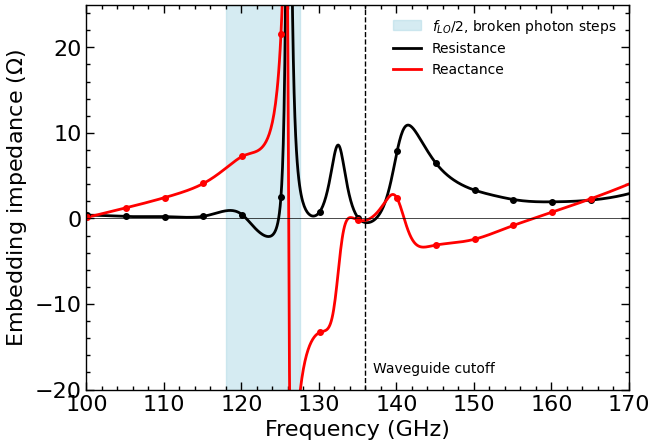 Embedding impedance (Ω)
20
10
0
−10
−20
f_LO/2, broken photon steps
Resistance
Reactance
Waveguide cutoff
100 110 120 130 140 150 160 170
Frequency (GHz)